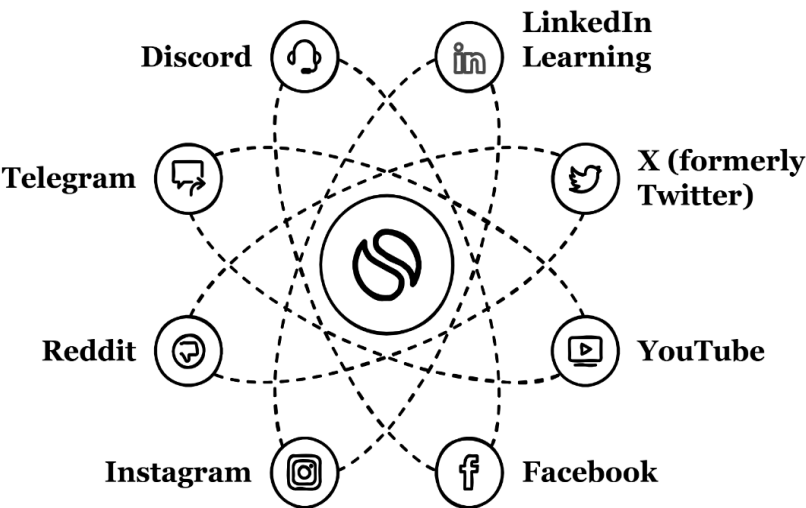 Discord
LinkedIn
Learning
Telegram
X (formerly
Twitter)
Reddit
YouTube
Instagram
Facebook